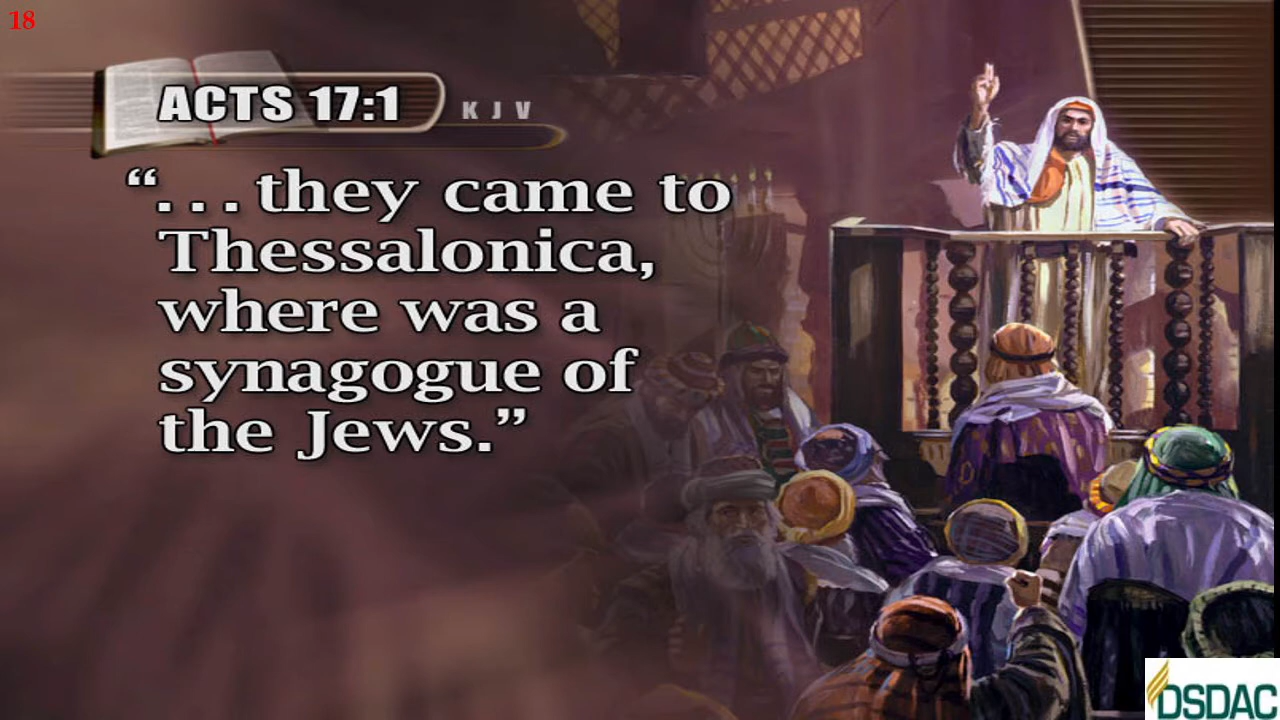 18
ACTS 17:1 KJV
“...they came to
Thessalonica,
where was a
synagogue of
the Jews.”
DSDAC